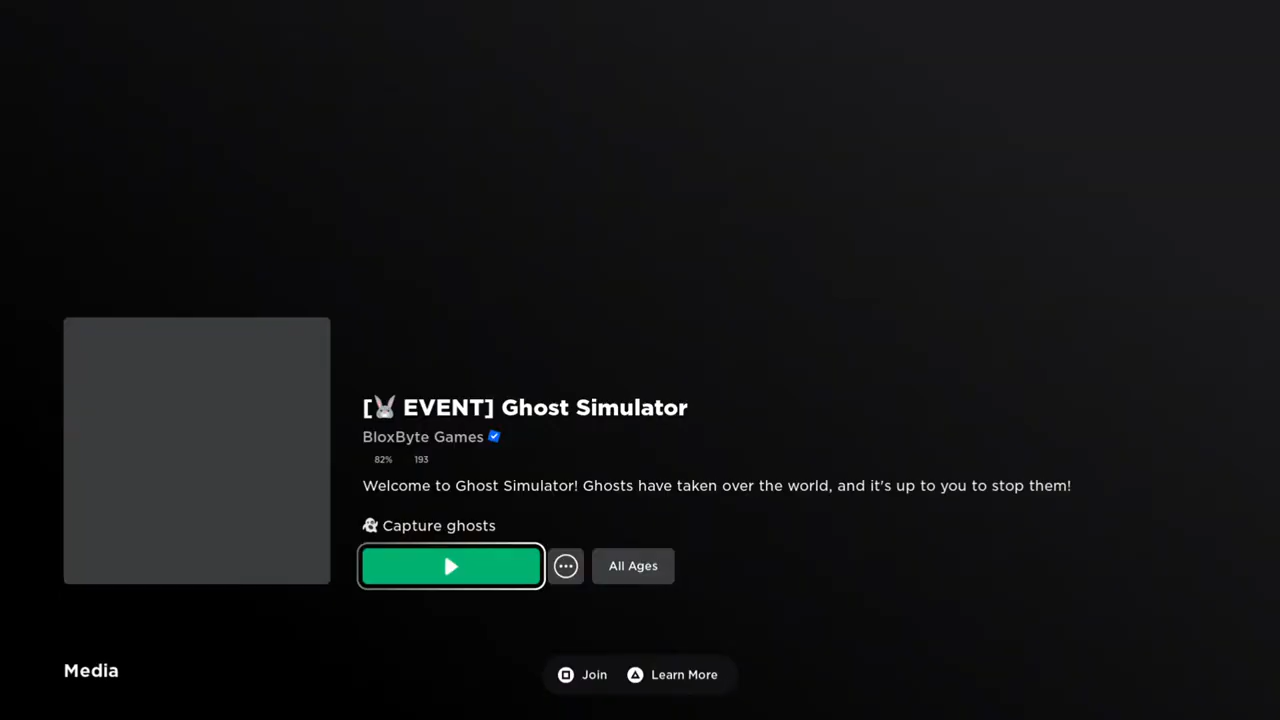 [🐰 EVENT] Ghost Simulator
BloxByte Games
82% 193
Welcome to Ghost Simulator! Ghosts have taken over the world, and it's up to you to stop them!
👻 Capture ghosts
All Ages
Media
Join Learn More